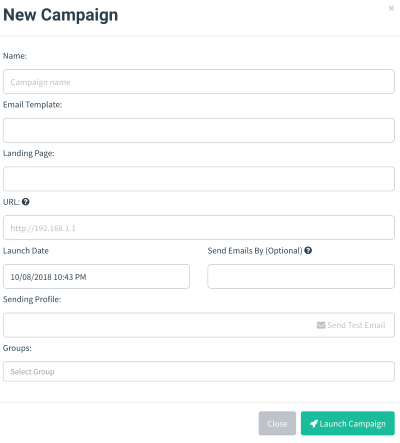 New Campaign
×
Name:
Campaign name
Email Template:
Landing Page:
URL:
http://192.168.1.1
Launch Date
Send Emails By (Optional)
10/08/2018 10:43 PM
Sending Profile:
Send Test Email
Groups:
Select Group
Close
Launch Campaign